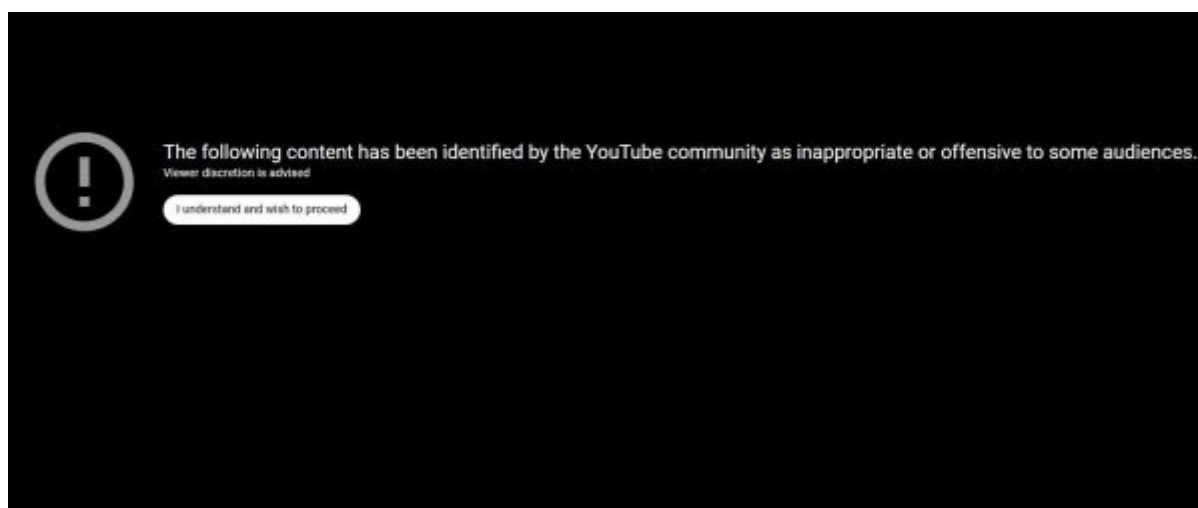 The following content has been identified by the YouTube community as inappropriate or offensive to some audiences.
Viewer discretion is advised
I understand and wish to proceed